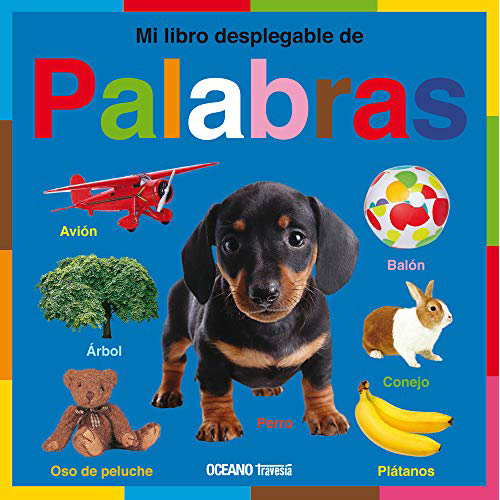 Mi libro desplegable de
Palabras
Avión
Balón
Árbol
Conejo
Perro
Oso de peluche
OCEANO Travesía
Plátanos